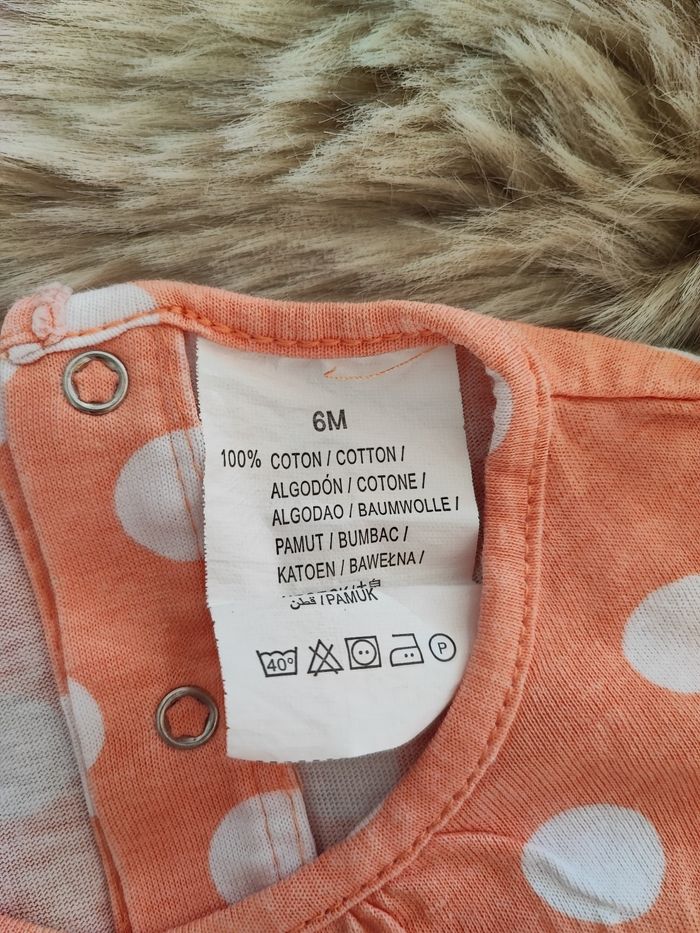 6M
100% COTON / COTTON /
ALGODÓN / COTONE /
ALGODAO / BAUMWOLLE /
PAMUT / BUMBAC /
KATOEN / BAWEŁNA /
قطن / PAMUK
40° P